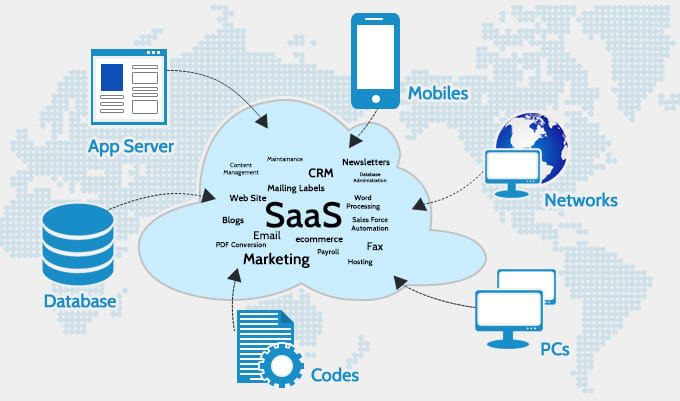 Mobiles
App Server
Maintainance
Content
Management
CRM
Newsletters
Database
Administration
Mailing Labels
Web Site
Word
Processing
Networks
SaaS
Blogs
Sales Force
Automation
Email
ecommerce
PDF Conversion
Fax
Payroll
Marketing
Hosting
Database
PCs
Codes